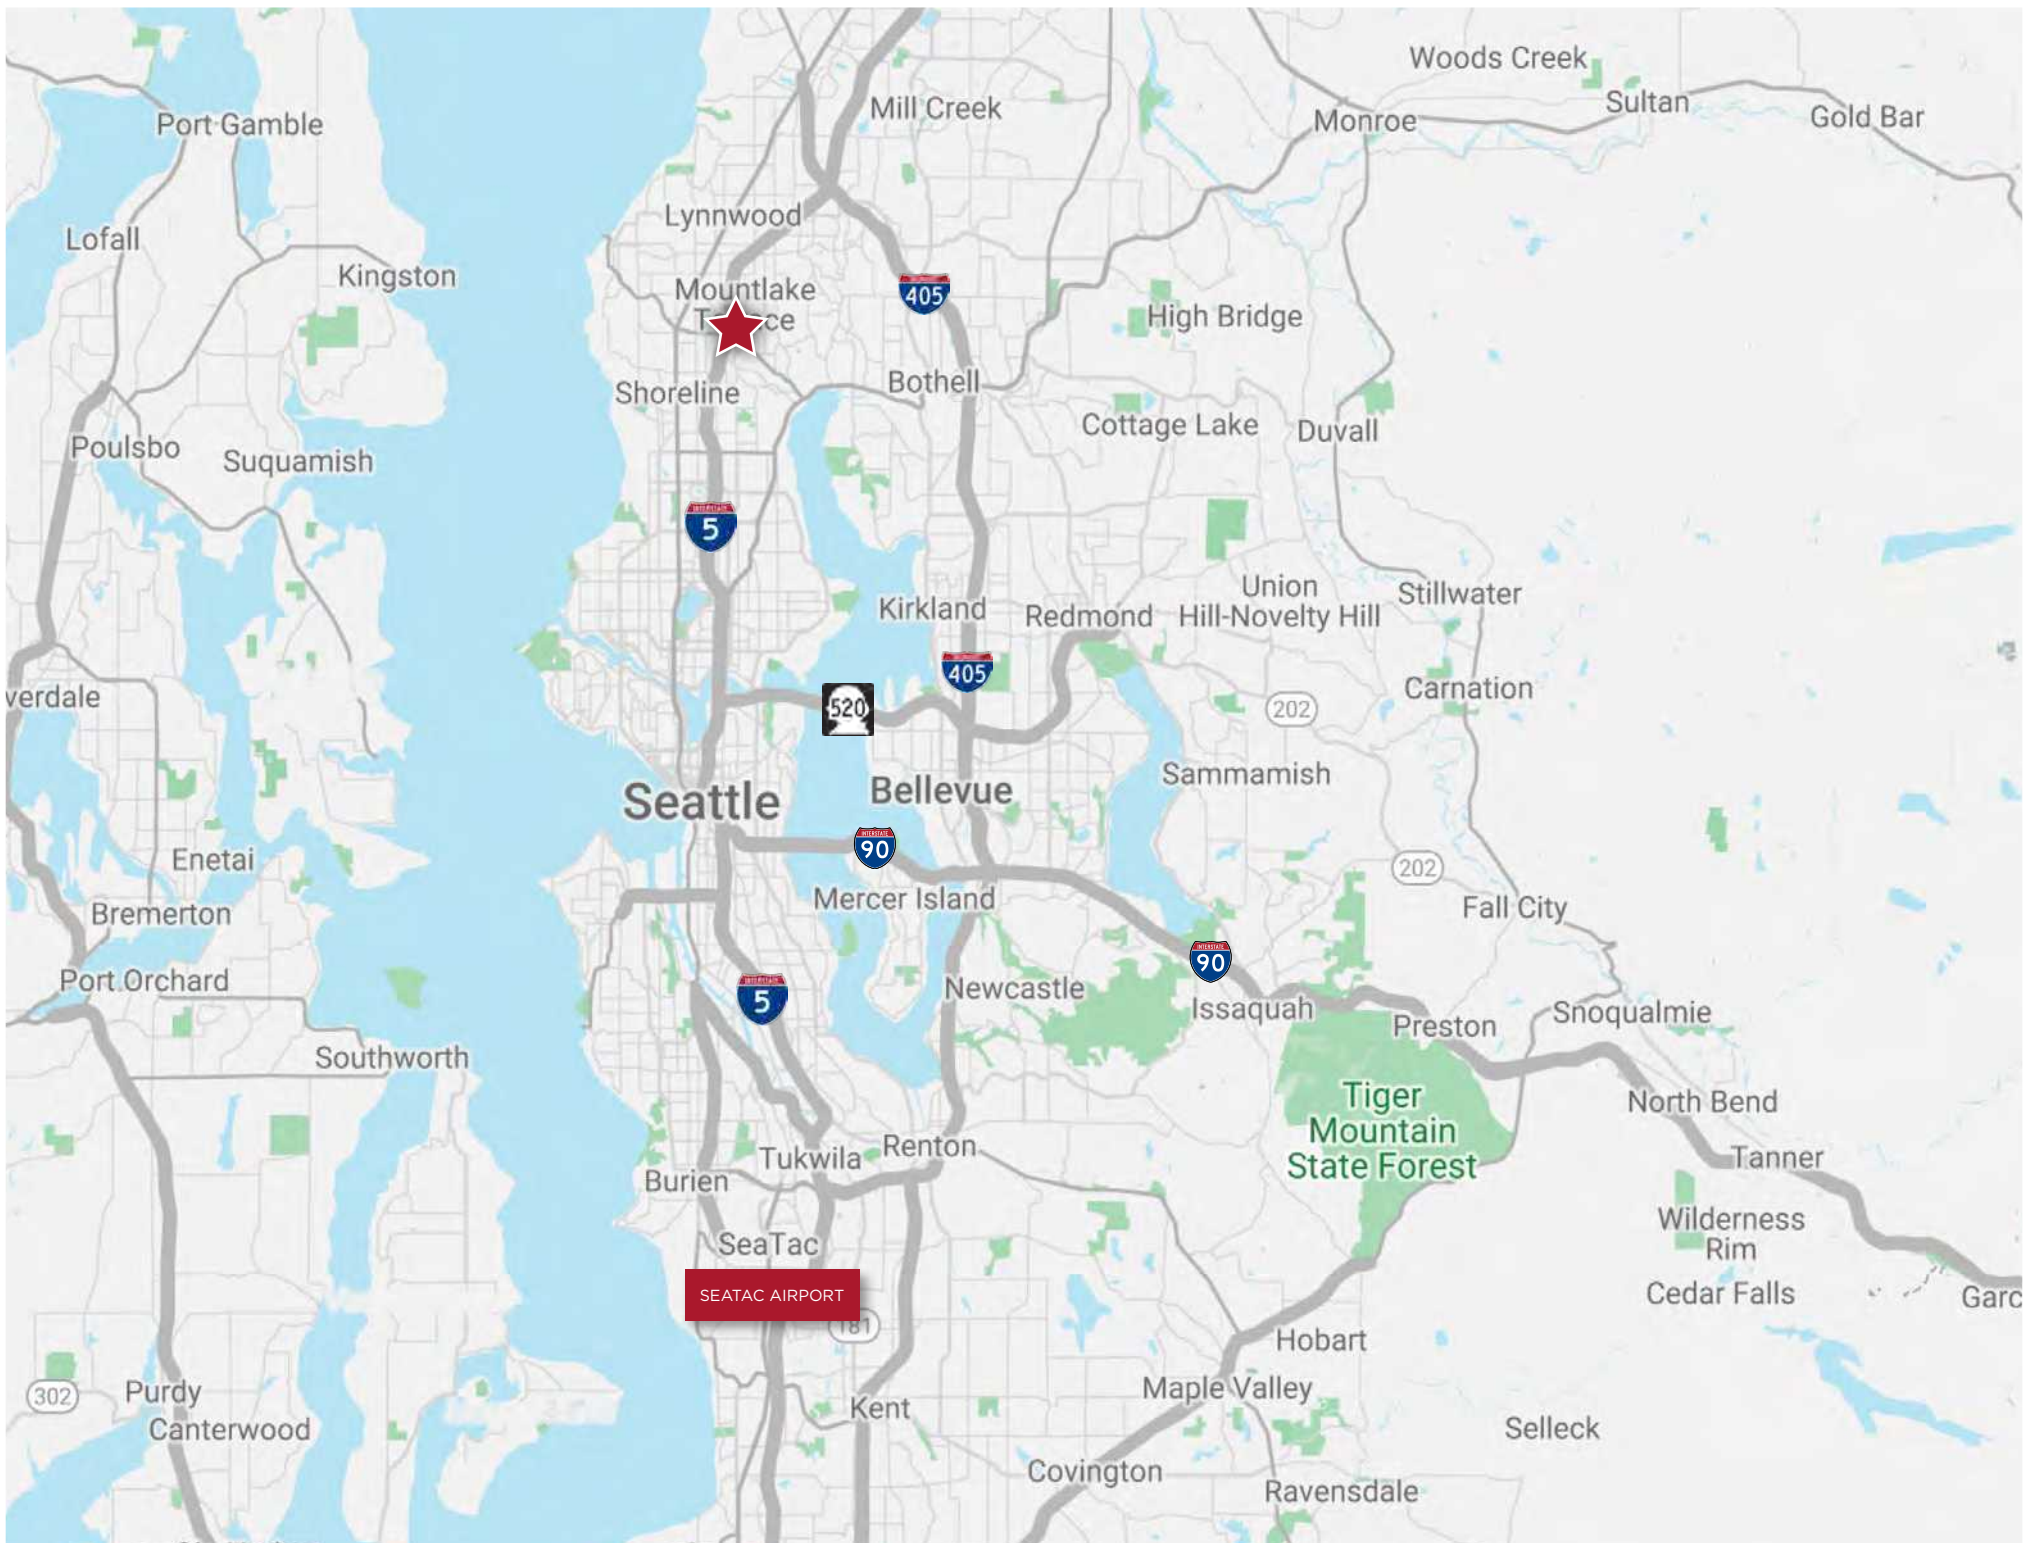 Woods Creek
Sultan
Gold Bar
Mill Creek
Monroe
Port Gamble
Lynnwood
Lofall
Kingston
Mountlake
405
High Bridge
Bothell
Shoreline
Cottage Lake
Duvall
Poulsbo
Suquamish
INTERSTATE
5
Union
Hill-Novelty Hill
Stillwater
Kirkland
Redmond
405
verdale
Carnation
202
520
Sammamish
Seattle
Bellevue
INTERSTATE
90
Enetai
202
Mercer Island
Fall City
Bremerton
INTERSTATE
90
Port Orchard
Newcastle
INTERSTATE
5
Issaquah
Snoqualmie
Preston
Southworth
Tiger
Mountain
State Forest
North Bend
Tukwila
Renton
Tanner
Burien
Wilderness
Rim
SeaTac
SEATAC AIRPORT
Cedar Falls
Garc
181
Hobart
302
Purdy
Maple Valley
Canterwood
Kent
Selleck
Covington
Ravensdale